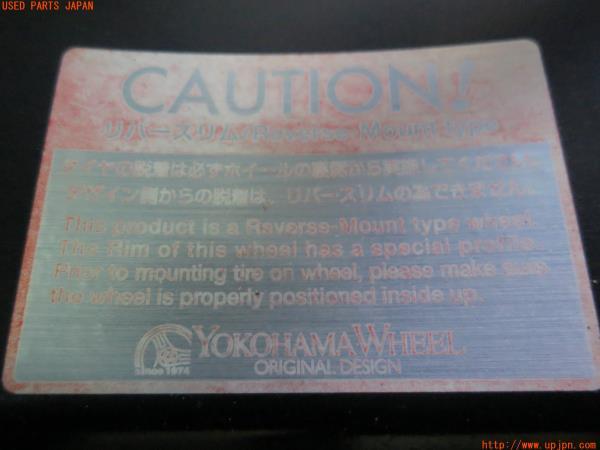 USED PARTS JAPAN
CAUTION!
リバースリム/Reverse Mount type
タイヤの脱着は必ずホイールの裏側から実施してください。
デザイン側からの脱着は、リバースリムの為できません。
This product is a Reverse-Mount type wheel.
The Rim of this wheel has a special profile.
Prior to mounting tire on wheel, please make sure
the wheel is properly positioned inside up.
YOKOHAMA WHEEL
since 1974
ORIGINAL DESIGN
http://www.upjpn.com/